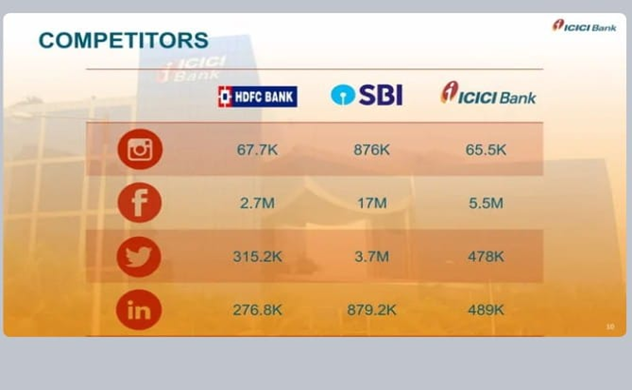 ICICI Bank
COMPETITORS
ICICI
Bank
HDFC BANK SBI ICICI Bank
67.7K 876K 65.5K
2.7M 17M 5.5M
315.2K 3.7M 478K
in 276.8K 879.2K 489K
16